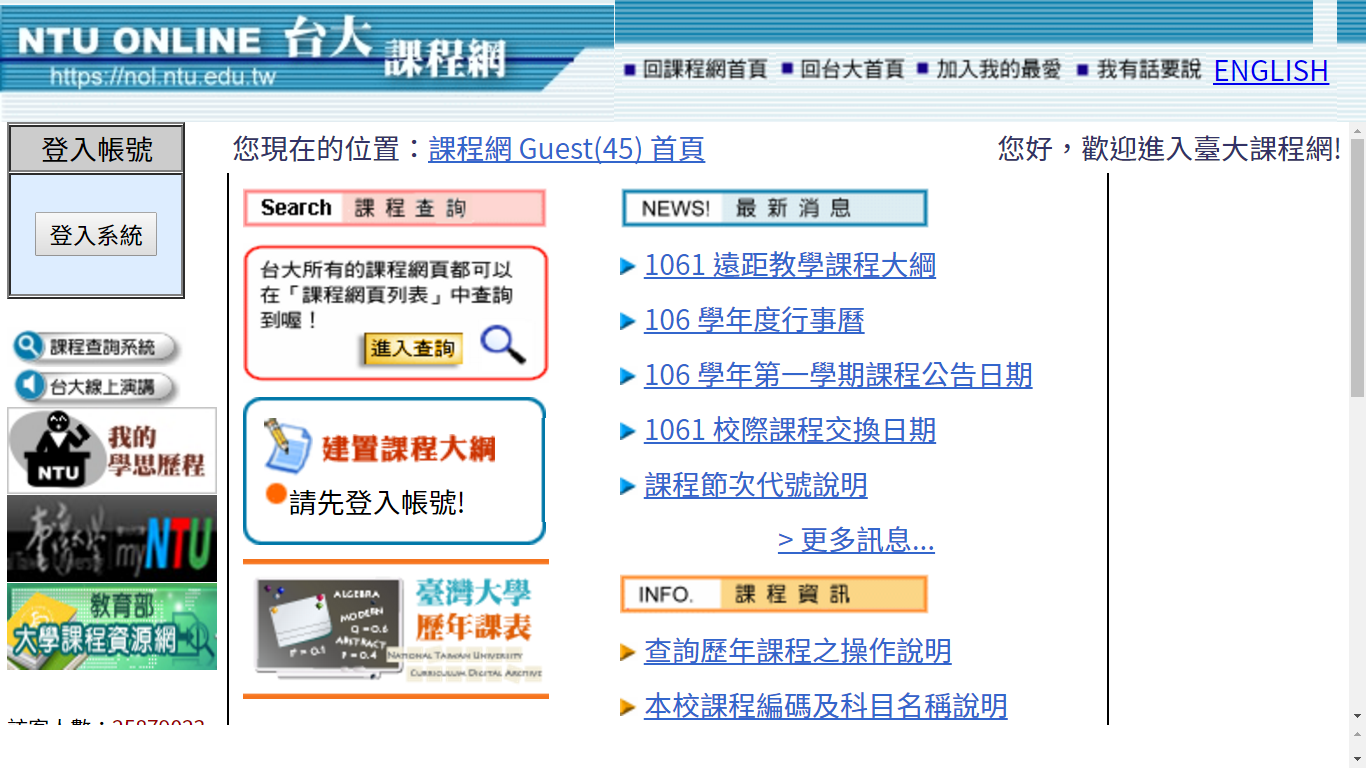 NTU ONLINE 台大課程網
https://nol.ntu.edu.tw
回課程網首頁 回台大首頁 加入我的最愛 我有話要說 ENGLISH
登入帳號
登入系統
課程查詢系統
台大線上演講
我的
學思歷程
NTU
myNTU
教育部
大學課程資源網
您現在的位置：課程網 Guest(45) 首頁
您好，歡迎進入臺大課程網!
Search 課程查詢
台大所有的課程網頁都可以
在「課程網頁列表」中查詢
到喔！
進入查詢
建置課程大綱
請先登入帳號!
ALGEBRA
MODERN
Q=0.6
ABSTRACT
F=0.1
F=0.4
臺灣大學
歷年課表
NATIONAL TAIWAN UNIVERSITY
CURRICULUM DIGITAL ARCHIVE
NEWS! 最新消息
1061 遠距教學課程大綱
106 學年度行事曆
106 學年第一學期課程公告日期
1061 校際課程交換日期
課程節次代號說明
> 更多訊息...
INFO. 課程資訊
查詢歷年課程之操作說明
本校課程編碼及科目名稱說明